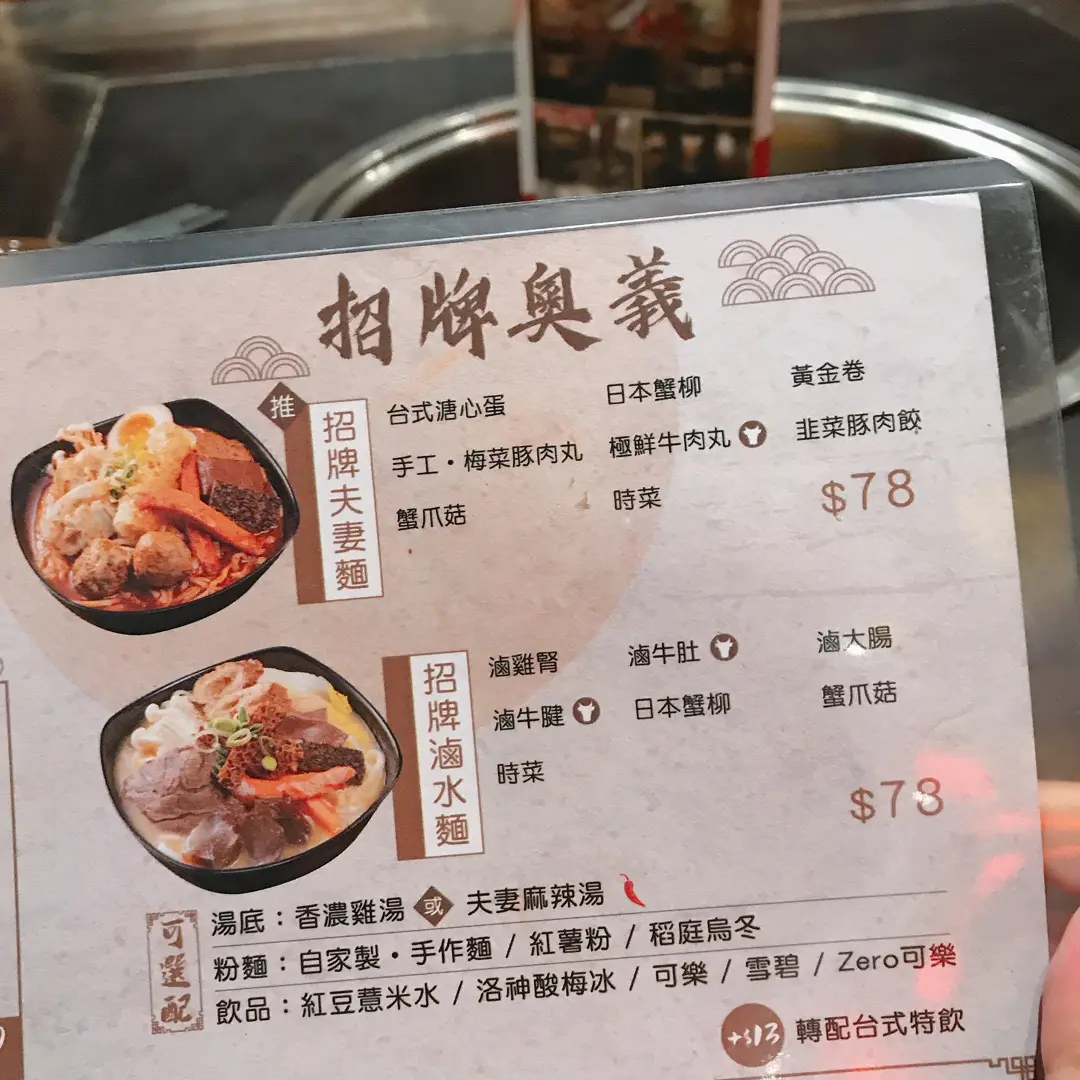 招牌奧義
推
招牌夫妻麵
台式溏心蛋 日本蟹柳 黃金卷
手工・梅菜豚肉丸 極鮮牛肉丸 韭菜豚肉餃
蟹爪菇 時菜 $78
招牌滷水麵
滷雞腎 滷牛肚 滷大腸
滷牛腱 日本蟹柳 蟹爪菇
時菜
$78
可選配
湯底：香濃雞湯 或 夫妻麻辣湯
粉麵：自家製・手作麵 / 紅薯粉 / 稻庭烏冬
飲品：紅豆薏米水 / 洛神酸梅冰 / 可樂 / 雪碧 / Zero可樂
+$13 轉配台式特飲